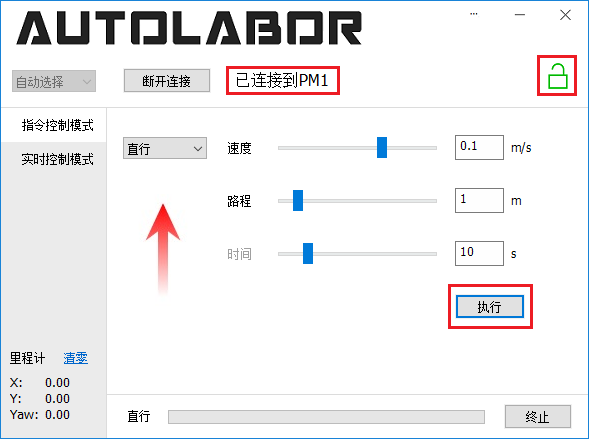 AUTOLABOR
自动选择 断开连接 已连接到PM1
指令控制模式
实时控制模式
直行 速度 0.1 m/s
路程 1 m
时间 10 s
执行
里程计 清零
X: 0.00
Y: 0.00
Yaw: 0.00
直行 终止